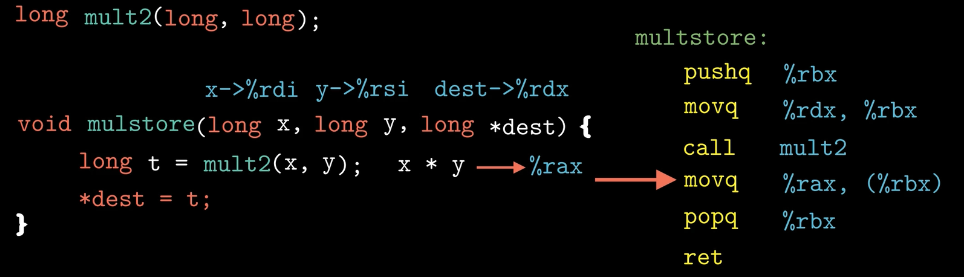 long mult2(long, long);
x->%rdi y->%rsi dest->%rdx
void mulstore(long x, long y, long *dest) {
long t = mult2(x, y); x * y %rax
*dest = t;
}
multstore:
pushq %rbx
movq %rdx, %rbx
call mult2
movq %rax, (%rbx)
popq %rbx
ret